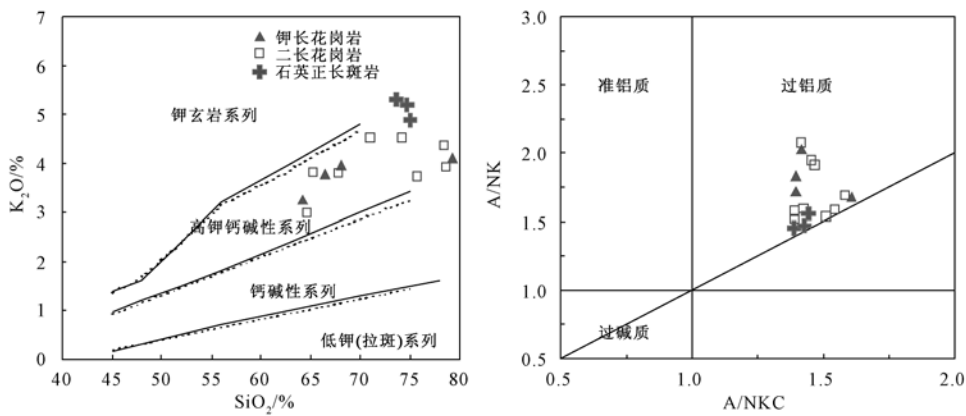 7
6
5
4
3
2
1
0
K₂O/%
40
45
50
55
60
65
70
75
80
SiO₂/%
钾长花岗岩
二长花岗岩
石英正长斑岩
钾玄岩系列
高钾钙碱性系列
钙碱性系列
低钾(拉斑)系列
3.0
2.5
2.0
1.5
1.0
0.5
A/NK
0.5
1.0
1.5
2.0
A/NKC
准铝质
过铝质
过碱质